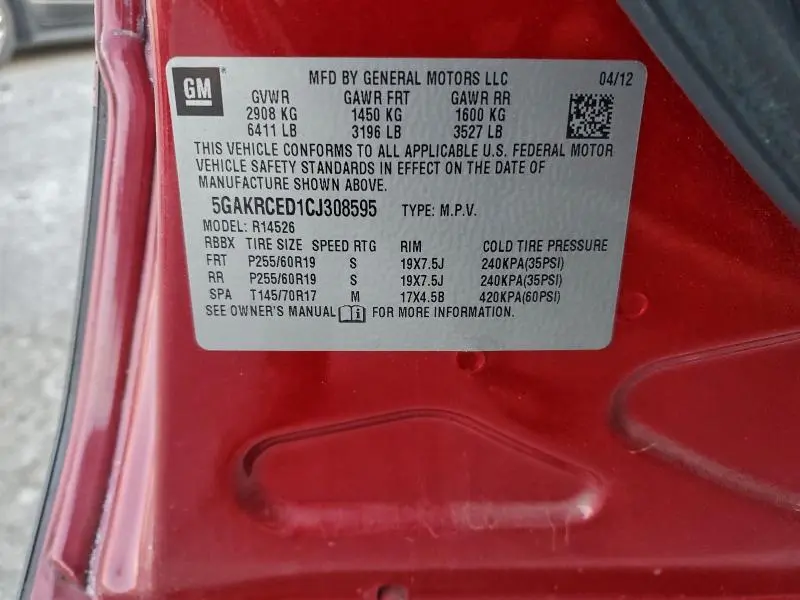 GM MFD BY GENERAL MOTORS LLC 04/12
GVWR GAWR FRT GAWR RR
2908 KG 1450 KG 1600 KG
6411 LB 3196 LB 3527 LB
THIS VEHICLE CONFORMS TO ALL APPLICABLE U.S. FEDERAL MOTOR
VEHICLE SAFETY STANDARDS IN EFFECT ON THE DATE OF
MANUFACTURE SHOWN ABOVE.
5GAKRCED1CJ308595 TYPE: M.P.V.
MODEL: R14526
RBBX TIRE SIZE SPEED RTG RIM COLD TIRE PRESSURE
FRT P255/60R19 S 19X7.5J 240KPA(35PSI)
RR P255/60R19 S 19X7.5J 240KPA(35PSI)
SPA T145/70R17 M 17X4.5B 420KPA(60PSI)
SEE OWNER'S MANUAL FOR MORE INFORMATION.